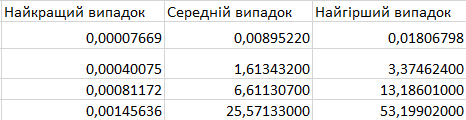 Найкращий випадок Середній випадок Найгірший випадок
0,00007669 0,00895220 0,01806798
0,00040075 1,61343200 3,37462400
0,00081172 6,61130700 13,18601000
0,00145636 25,57133000 53,19902000